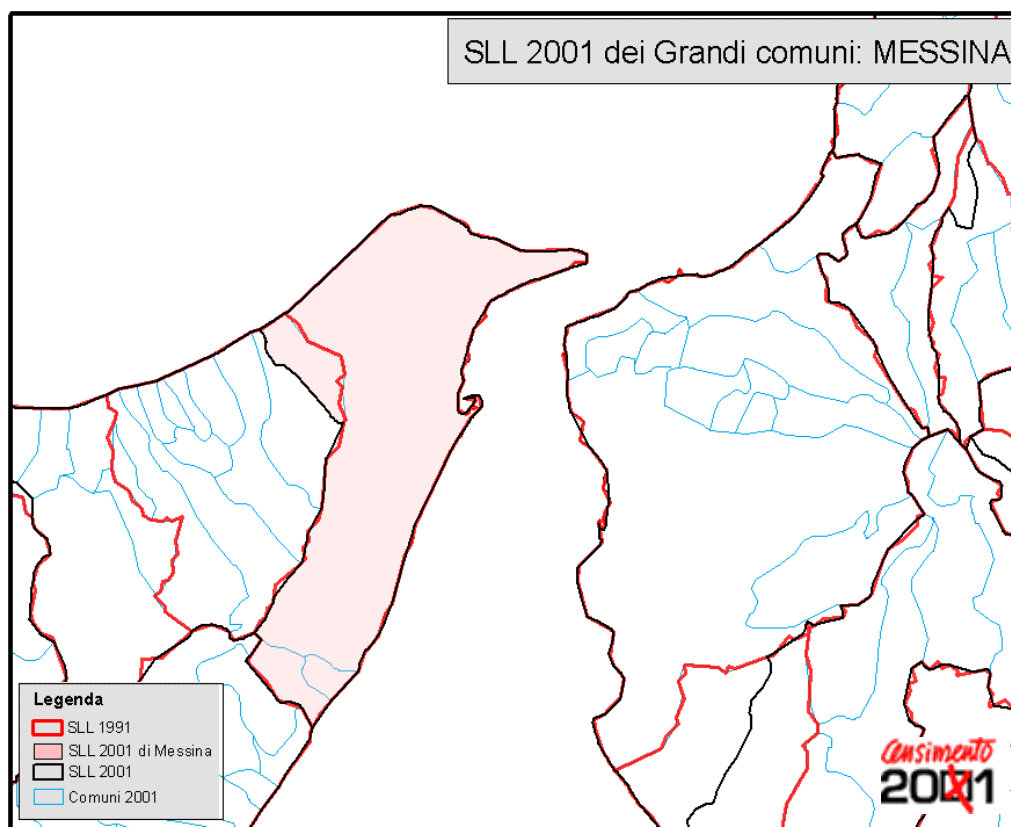 SLL 2001 dei Grandi comuni: MESSINA
Legenda
SLL 1991
SLL 2001 di Messina
SLL 2001
Comuni 2001
Censimento
2001